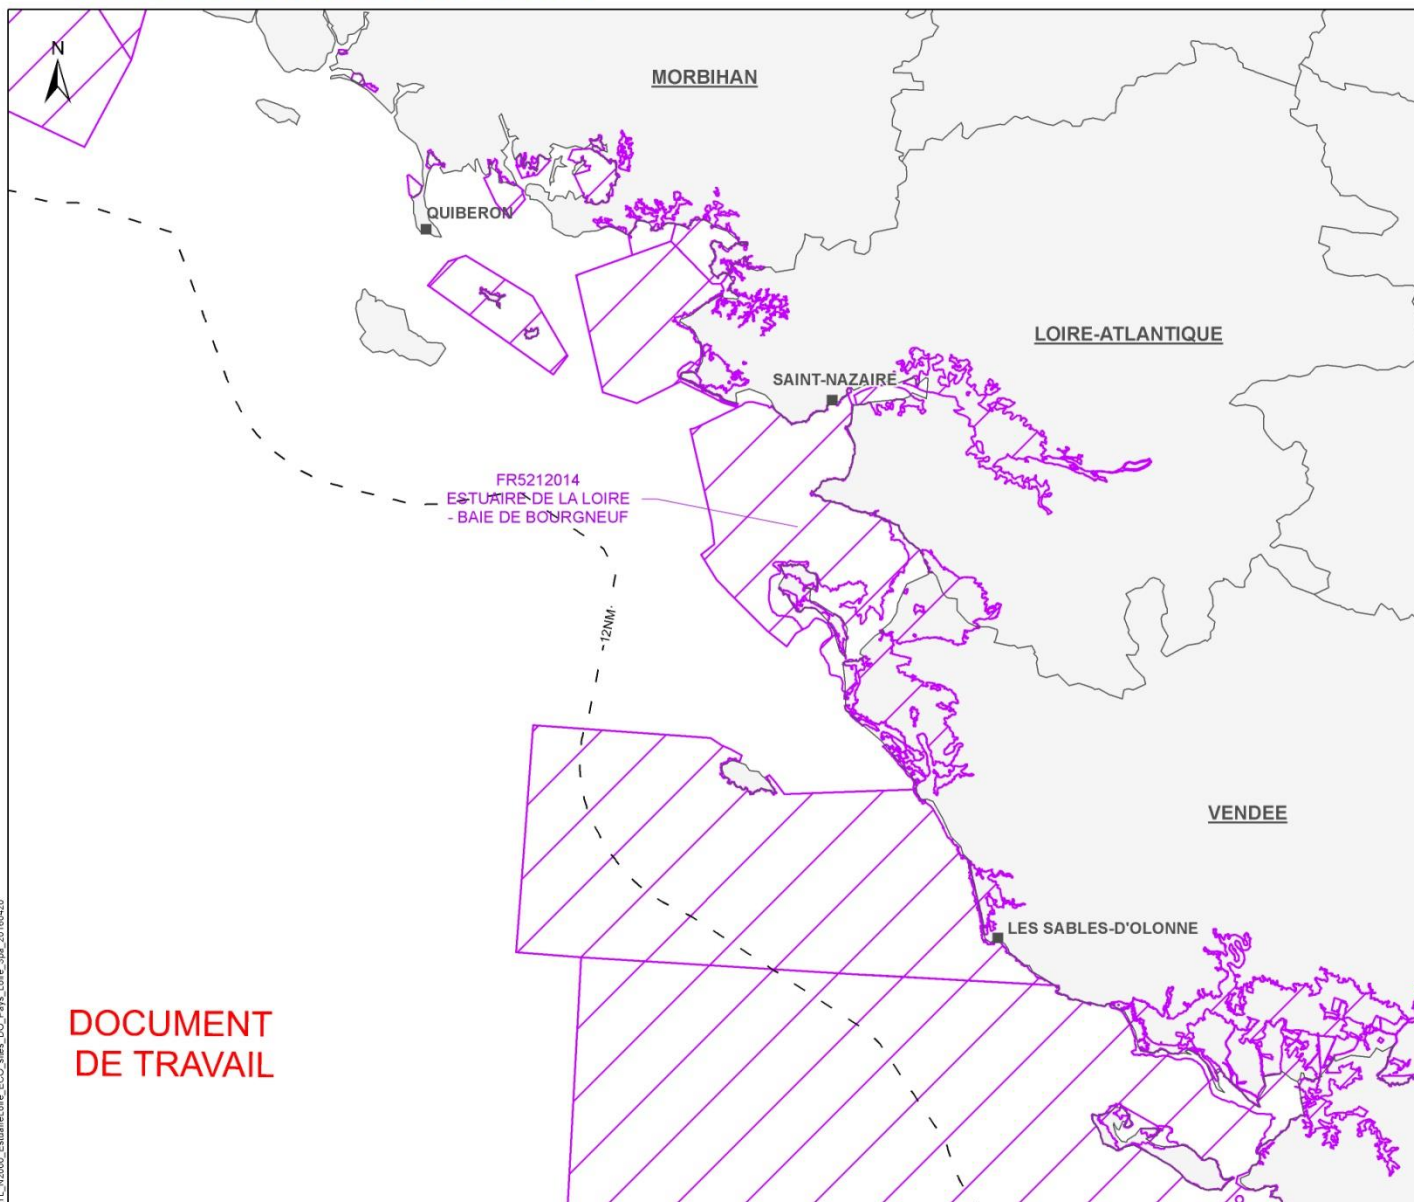 N
MORBIHAN
QUIBERON
LOIRE-ATLANTIQUE
SAINT-NAZAIRE
FR5212014
ESTUAIRE DE LA LOIRE
- BAIE DE BOURGNEUF
12NM
VENDEE
LES SABLES-D'OLONNE
DOCUMENT
DE TRAVAIL